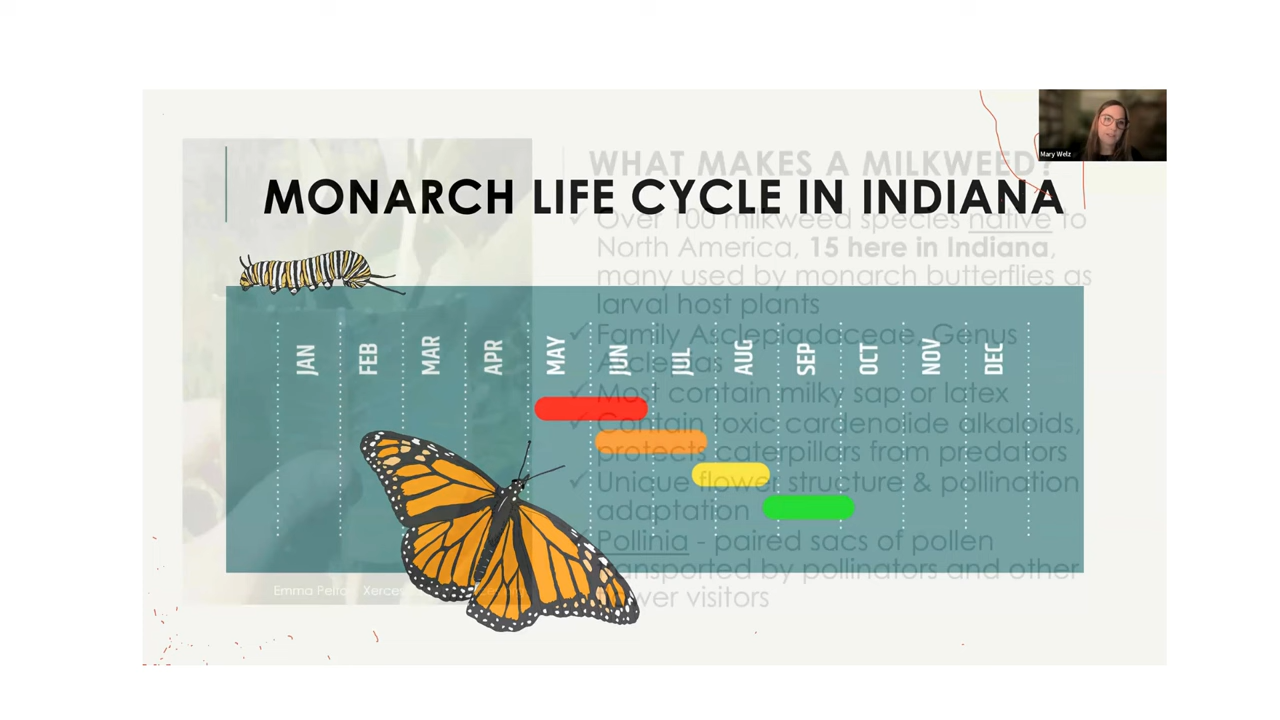 Mary Welz
WHAT MAKES A MILKWEED?
MONARCH LIFE CYCLE IN INDIANA
Over 100 milkweed species native to
North America, 15 here in Indiana,
many used by monarch butterflies as
larval host plants
JAN FEB MAR APR MAY JUN JUL AUG SEP OCT NOV DEC
Family Asclepiadaceae, Genus
Most contain milky sap or latex
Contain toxic cardenolide alkaloids,
protects caterpillars from predators
Unique flower structure & pollination
adaptation
Pollinia - paired sacs of pollen
transported by pollinators and other
flower visitors